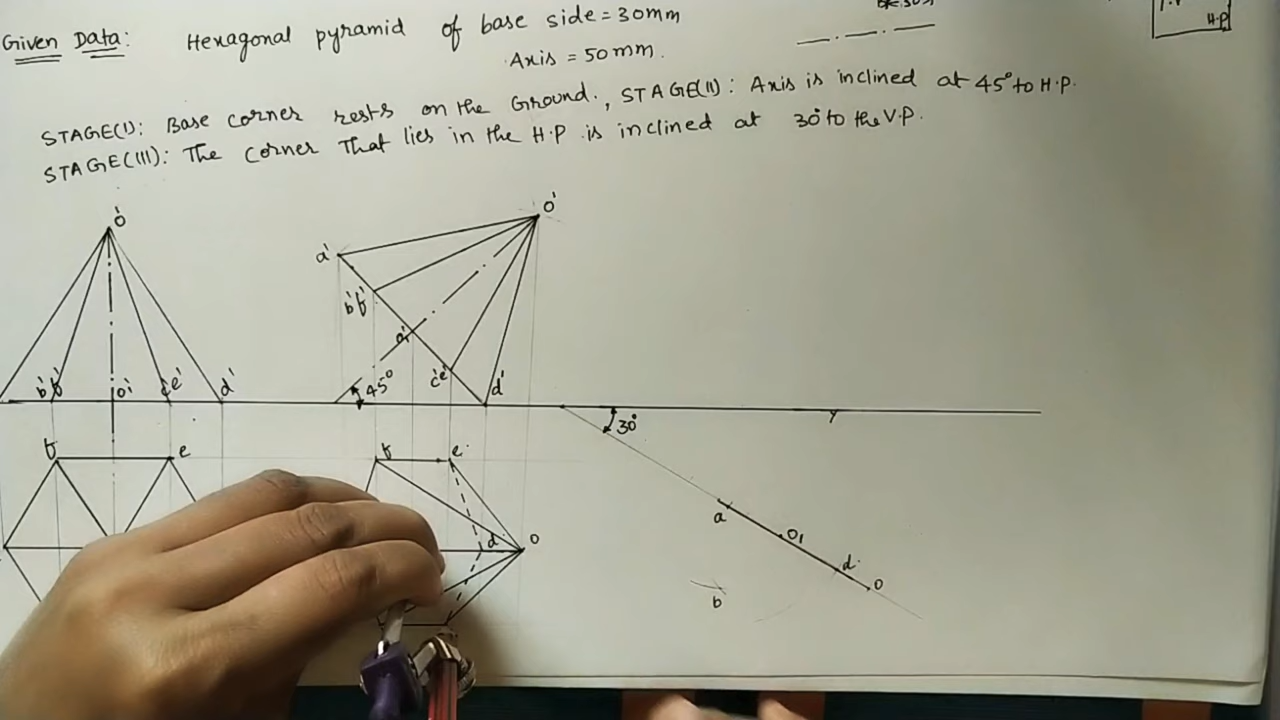 Given Data: Hexagonal pyramid of base side = 30mm
Axis = 50mm.
H.P
STAGE(I): Base corner rests on the Ground., STAGE(II): Axis is inclined at 45° to H.P.
STAGE(III): The corner That lies in the H.P is inclined at 30° to the V.P.
o' o'
a'
b'f'
o1'
b'f' o1' c'e' d' 45° c'e' d' 30° y
f e f e
a o1
d o d o
b